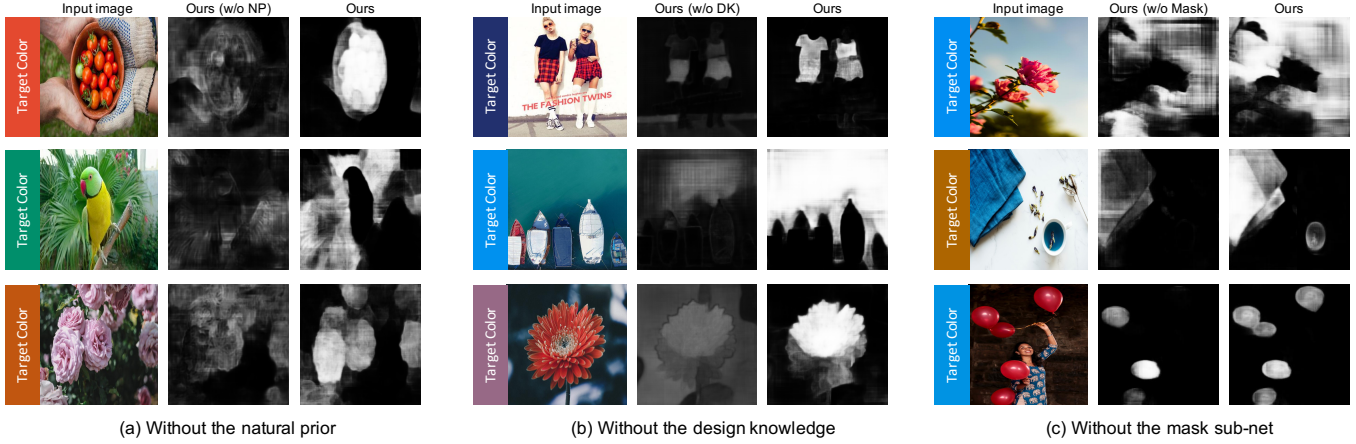 Input image Ours (w/o NP) Ours
Target Color
Target Color
Target Color
(a) Without the natural prior
Input image Ours (w/o DK) Ours
Target Color
THE FASHION TWINS
Target Color
Target Color
(b) Without the design knowledge
Input image Ours (w/o Mask) Ours
Target Color
Target Color
Target Color
(c) Without the mask sub-net